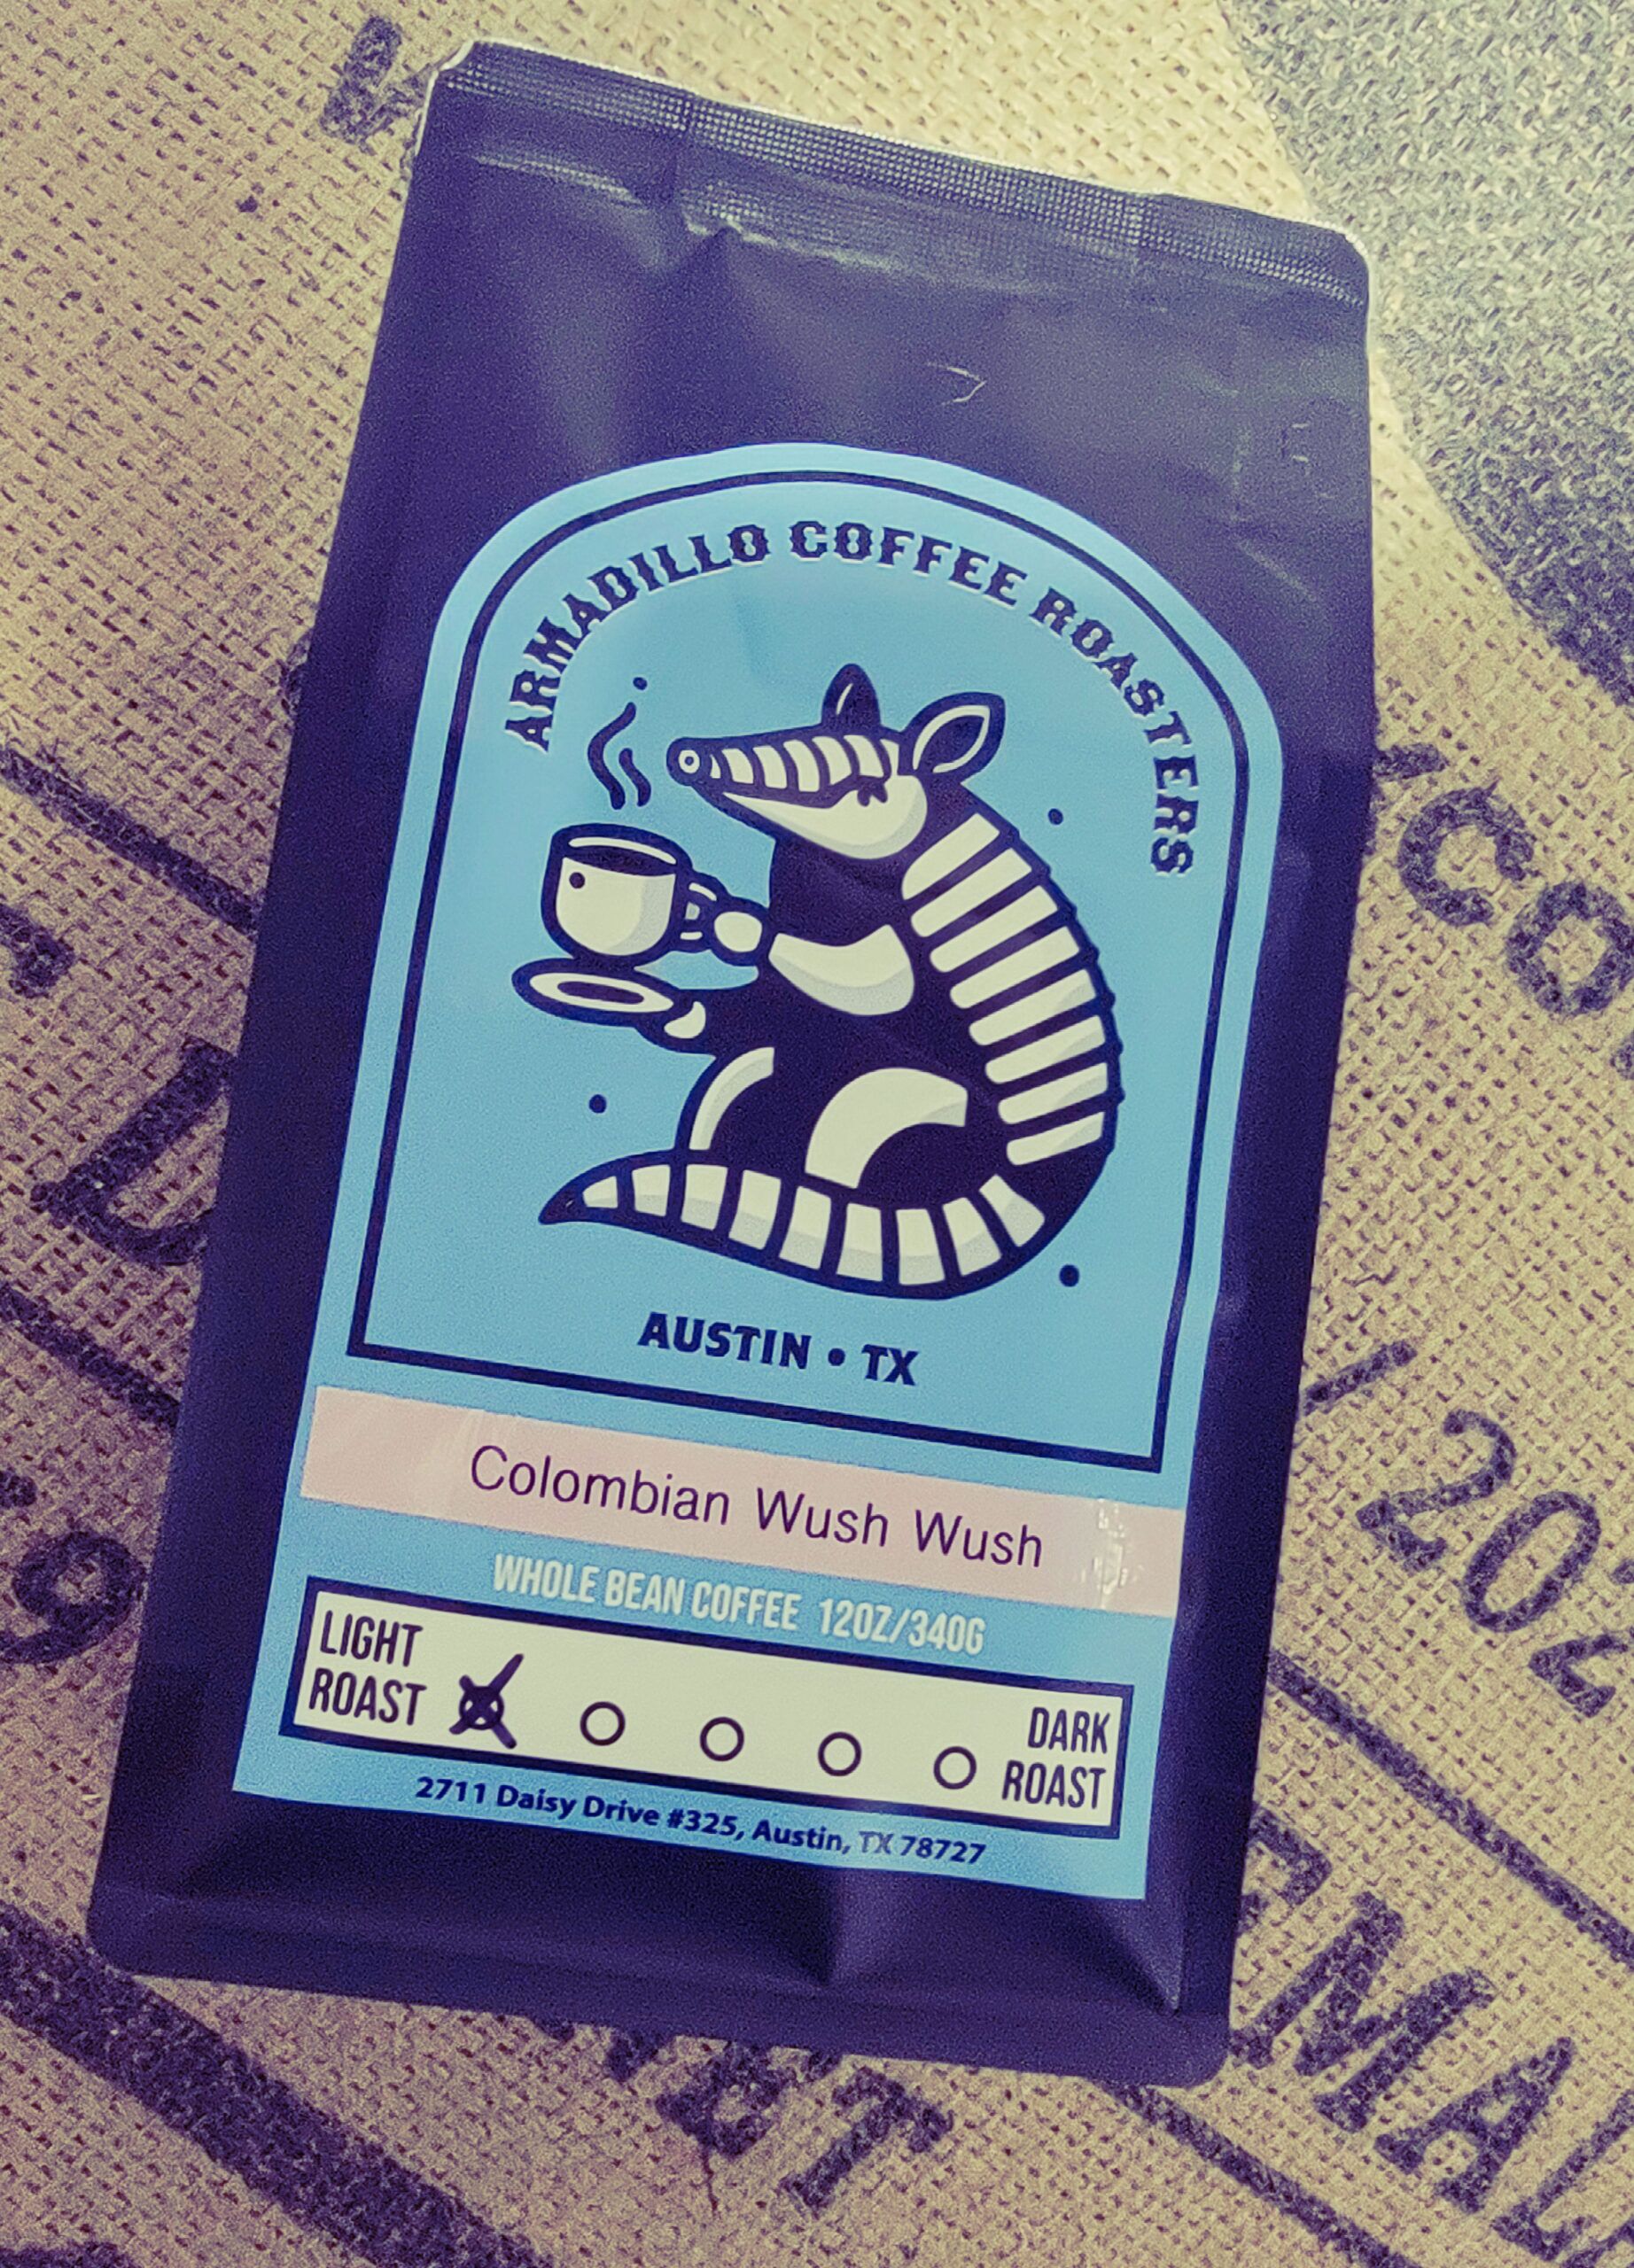 ARMADILLO COFFEE ROASTERS
AUSTIN • TX
Colombian Wush Wush
WHOLE BEAN COFFEE 12OZ/340G
LIGHT
ROAST
DARK
ROAST
2711 Daisy Drive #325, Austin, TX 78727